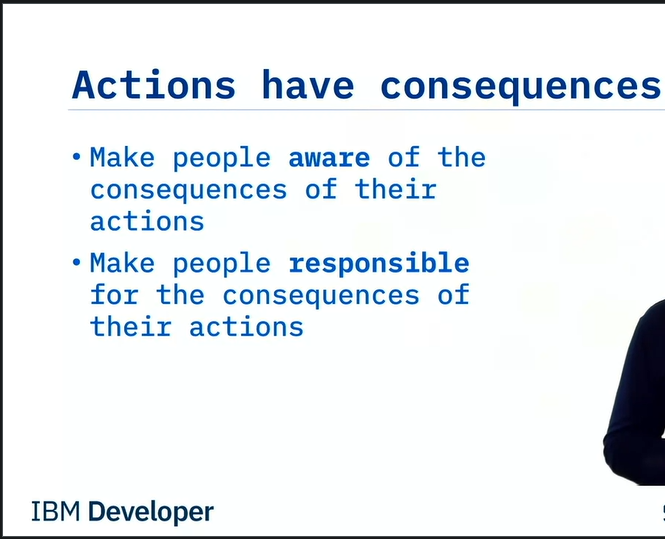 Actions have consequences
• Make people aware of the
consequences of their
actions
• Make people responsible
for the consequences of
their actions
IBM Developer